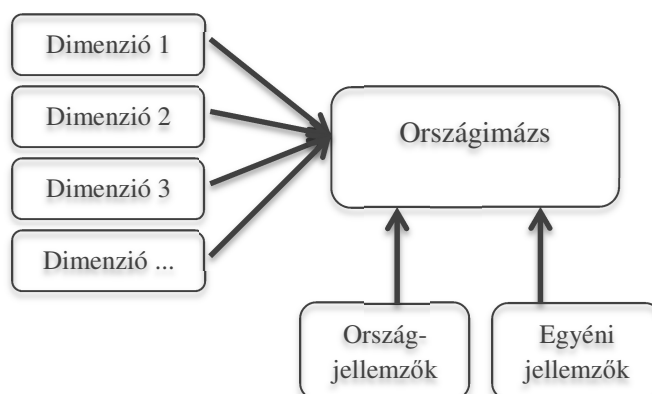 Dimenzió 1
Dimenzió 2
Dimenzió 3
Dimenzió ...
Országimázs
Ország-
jellemzők
Egyéni
jellemzők